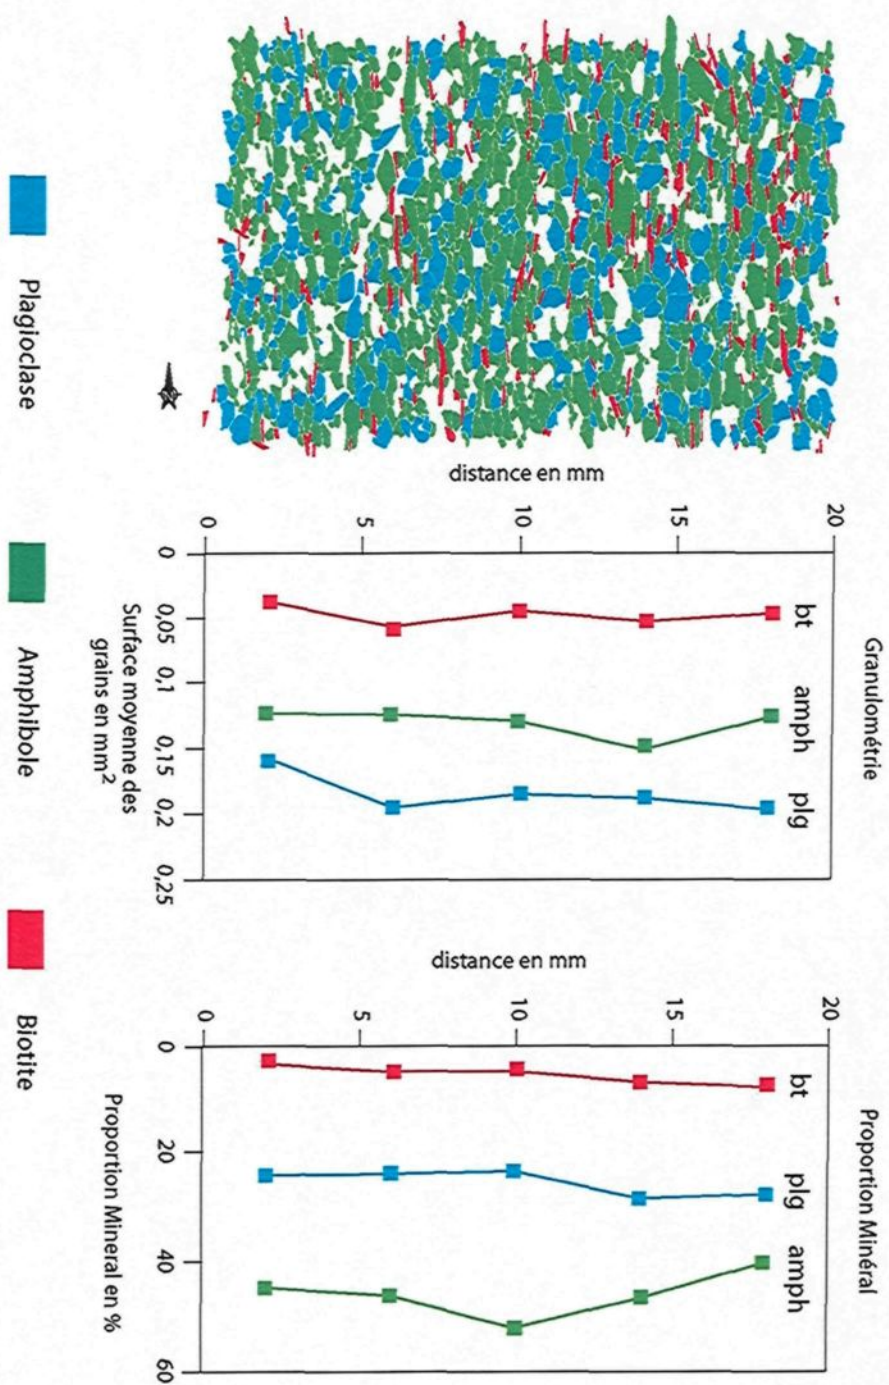 Granulométrie
bt
amph
plg
distance en mm
20
15
10
5
0
0
0,05
0,1
0,15
0,2
0,25
Surface moyenne des
grains en mm²
Proportion Minéral
bt
plg
amph
distance en mm
20
15
10
5
0
0
20
40
60
Proportion Mineral en %
Plagioclase
Amphibole
Biotite